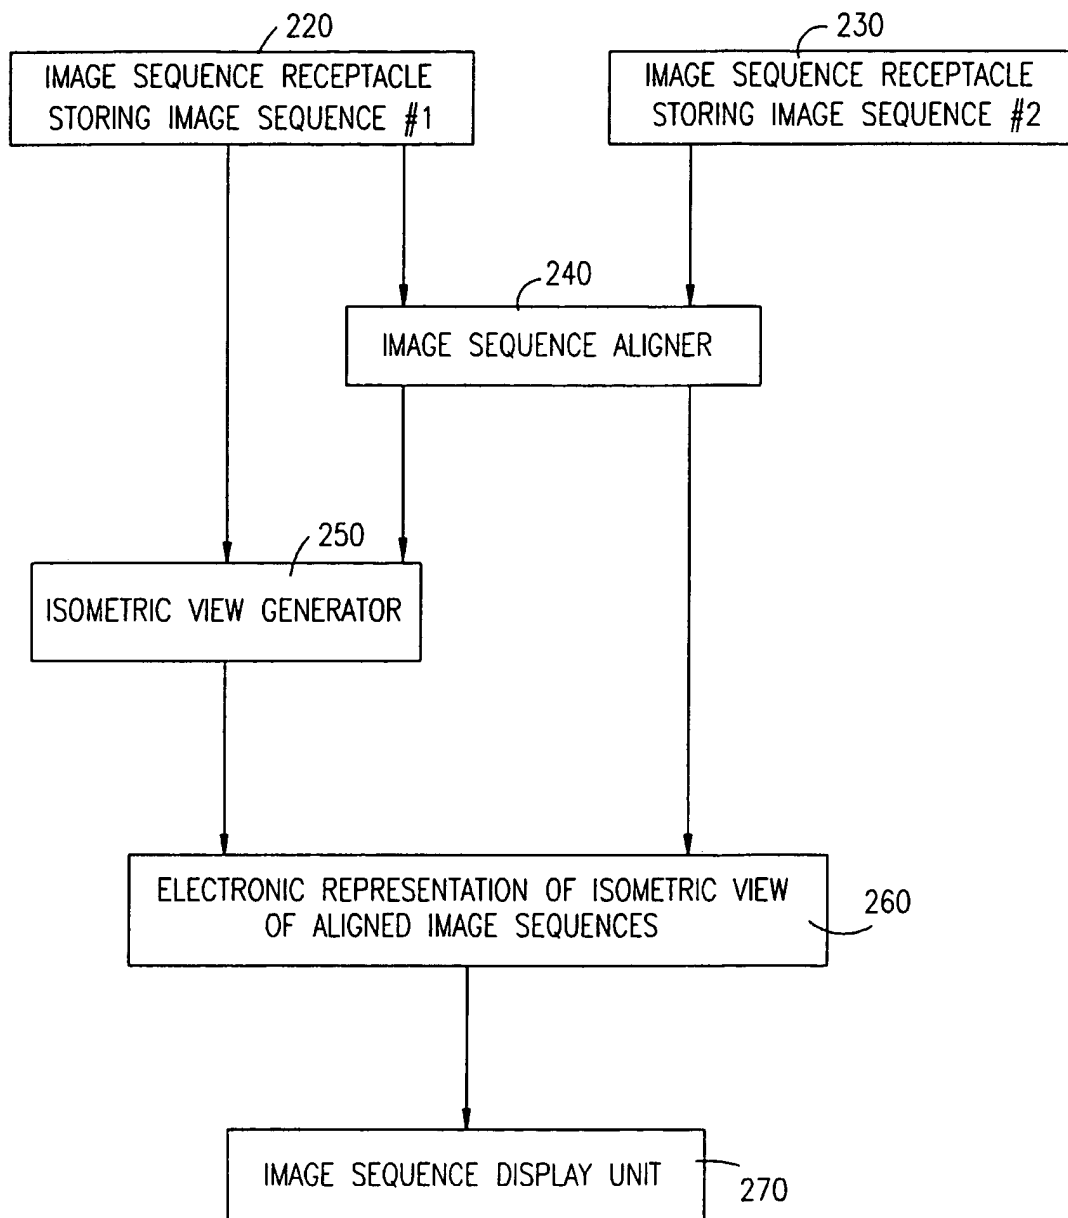 220
IMAGE SEQUENCE RECEPTACLE
STORING IMAGE SEQUENCE #1
230
IMAGE SEQUENCE RECEPTACLE
STORING IMAGE SEQUENCE #2
240
IMAGE SEQUENCE ALIGNER
250
ISOMETRIC VIEW GENERATOR
ELECTRONIC REPRESENTATION OF ISOMETRIC VIEW
OF ALIGNED IMAGE SEQUENCES
260
IMAGE SEQUENCE DISPLAY UNIT
270